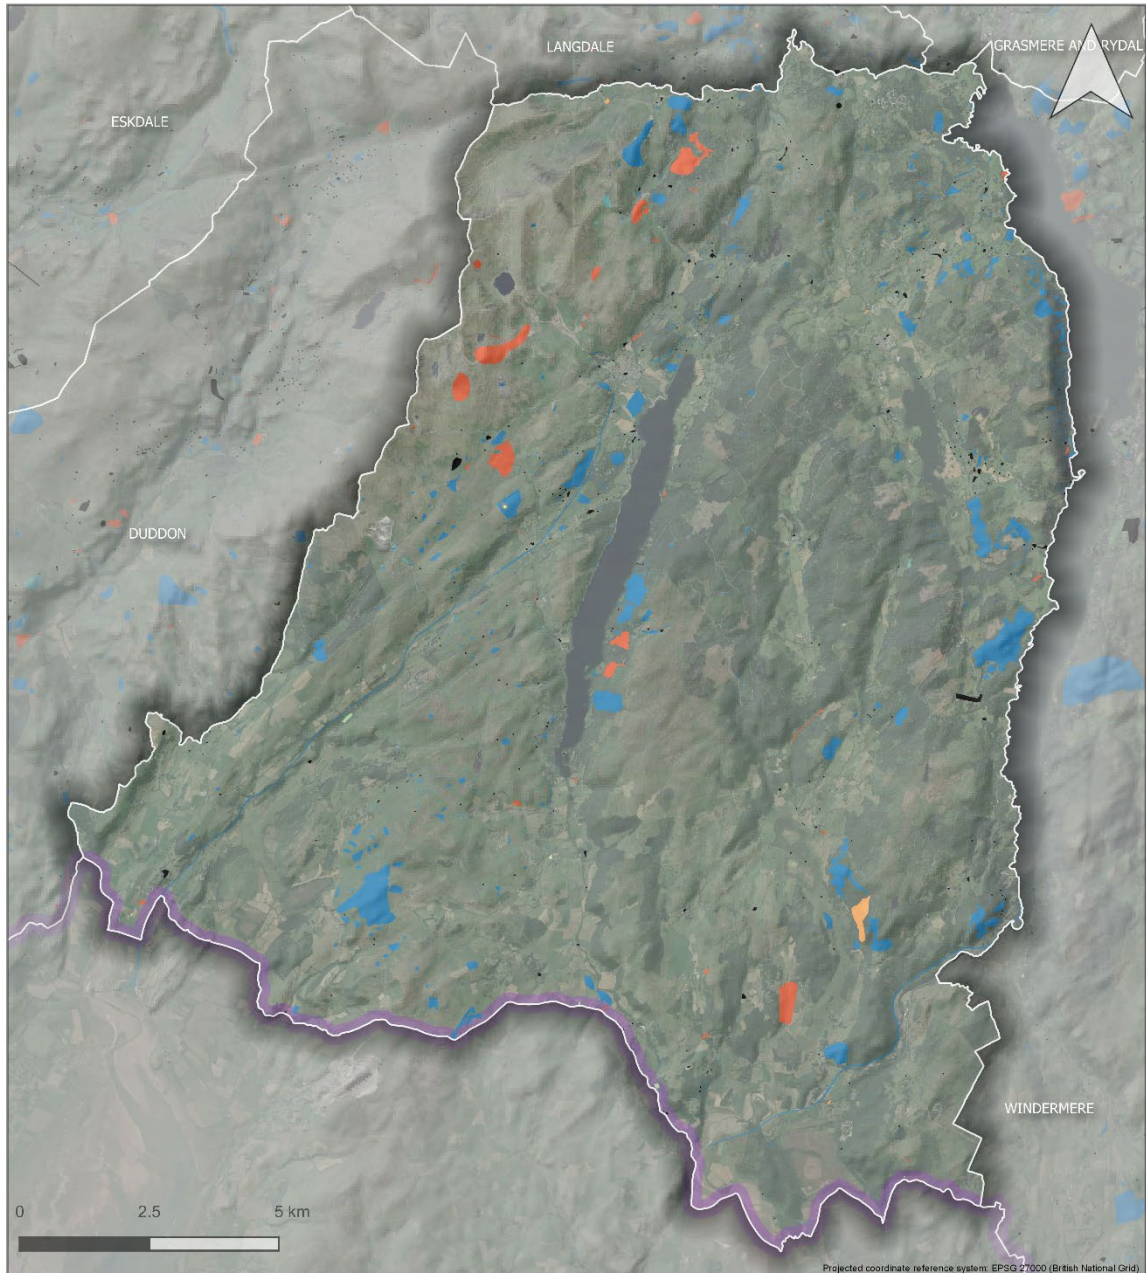 LANGDALE
GRASMERE AND RYDAL
ESKDALE
DUDDON
WINDERMERE
0 2.5 5 km
Projected coordinate reference system: EPSG 27000 (British National Grid)